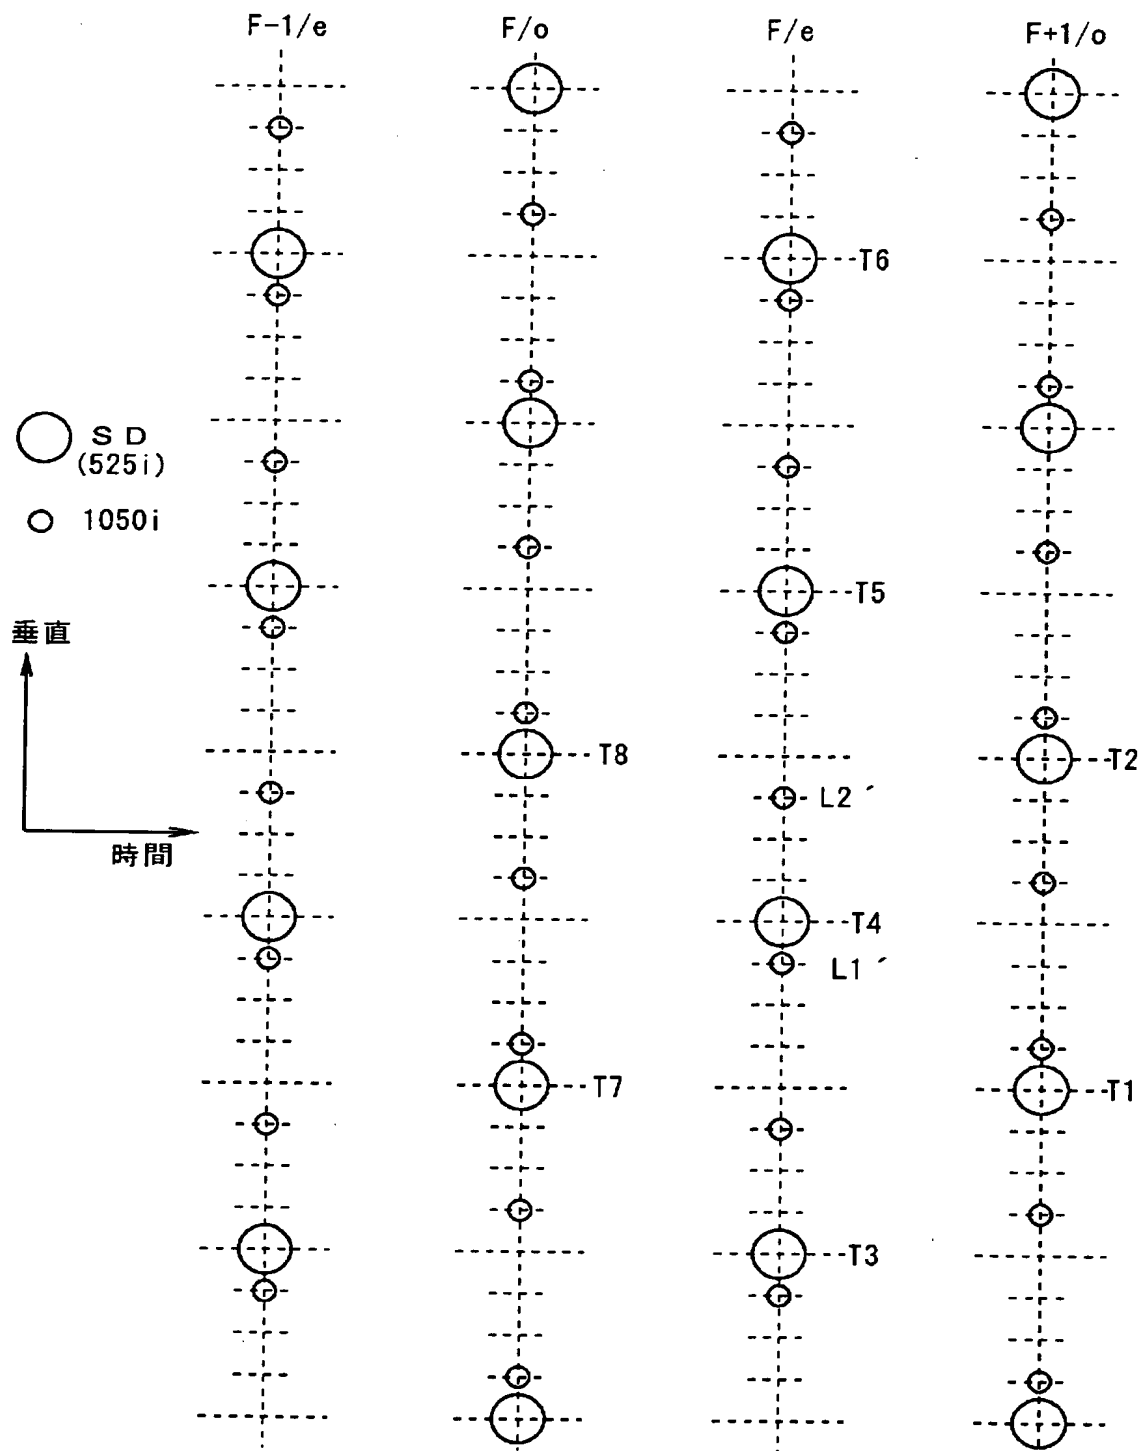 F-1/e F/o F/e F+1/o
T6
SD
(525i)
1050i
T5
垂直
T8 T2
L2´
時間
T4
L1´
T7 T1
T3